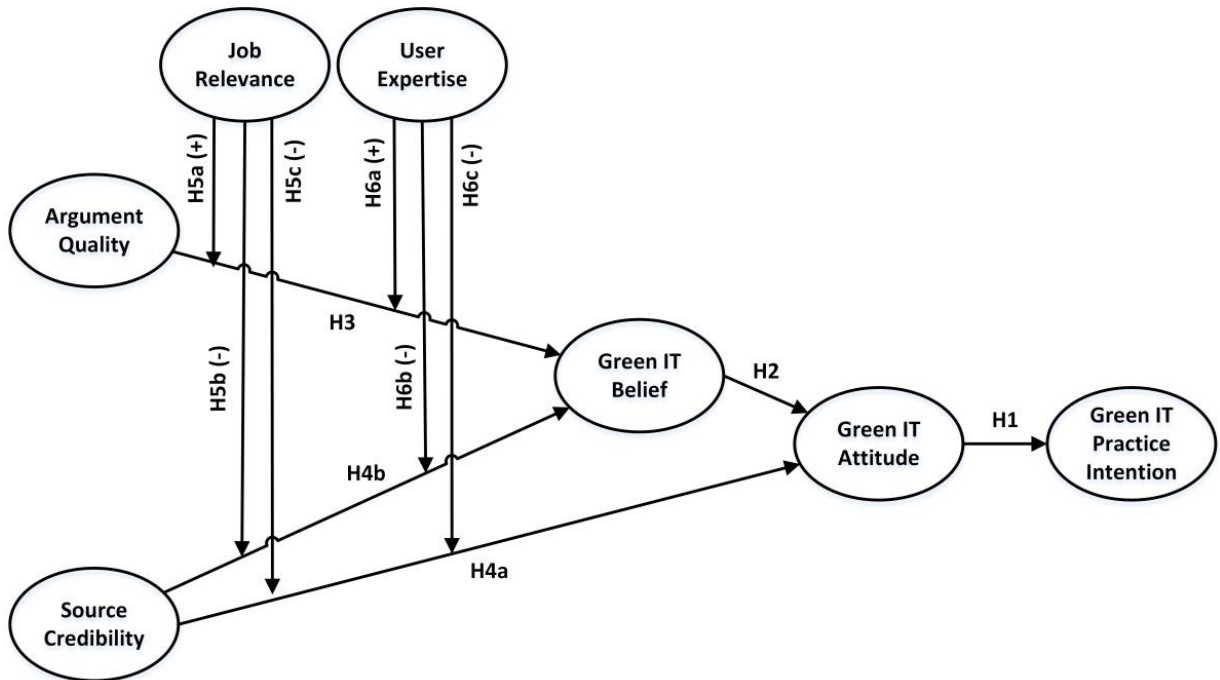 Job
Relevance
User
Expertise
H5a (+)
H5c (-)
H6a (+)
H6c (-)
Argument
Quality
H3
H5b (-)
H6b (-)
Green IT
Belief
H2
Green IT
Attitude
H1
Green IT
Practice
Intention
H4b
H4a
Source
Credibility